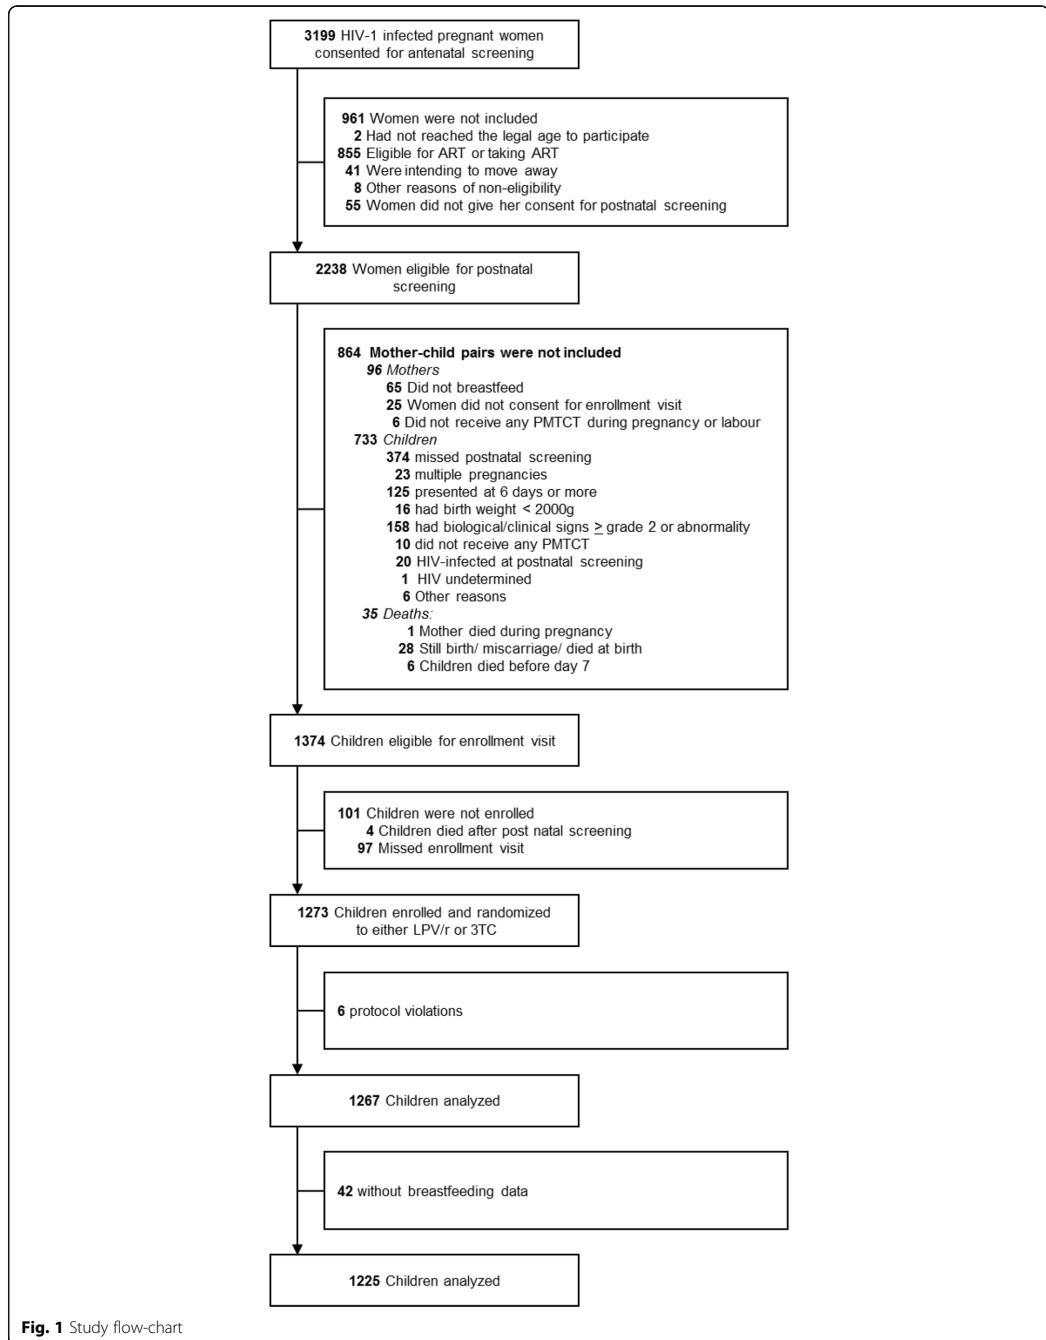 3199 HIV-1 infected pregnant women
consented for antenatal screening
961 Women were not included
2 Had not reached the legal age to participate
855 Eligible for ART or taking ART
41 Were intending to move away
8 Other reasons of non-eligibility
55 Women did not give her consent for postnatal screening
2238 Women eligible for postnatal
screening
864 Mother-child pairs were not included
96 Mothers
65 Did not breastfeed
25 Women did not consent for enrollment visit
6 Did not receive any PMTCT during pregnancy or labour
733 Children
374 missed postnatal screening
23 multiple pregnancies
125 presented at 6 days or more
16 had birth weight < 2000g
158 had biological/clinical signs ≥ grade 2 or abnormality
10 did not receive any PMTCT
20 HIV-infected at postnatal screening
1 HIV undetermined
6 Other reasons
35 Deaths:
1 Mother died during pregnancy
28 Still birth/ miscarriage/ died at birth
6 Children died before day 7
1374 Children eligible for enrollment visit
101 Children were not enrolled
4 Children died after post natal screening
97 Missed enrollment visit
1273 Children enrolled and randomized
to either LPV/r or 3TC
6 protocol violations
1267 Children analyzed
42 without breastfeeding data
1225 Children analyzed
Fig. 1 Study flow-chart